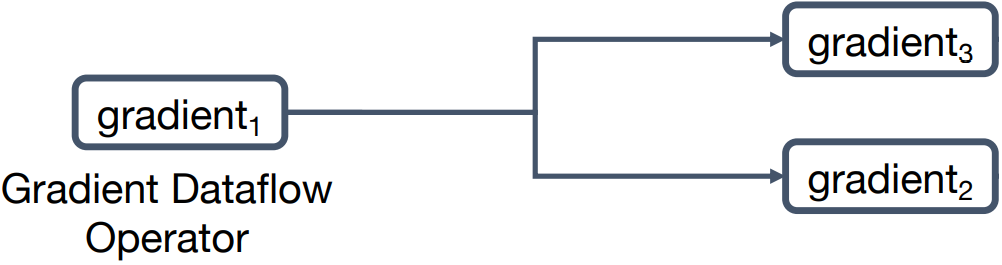 gradient₃
gradient₁
gradient₂
Gradient Dataflow
Operator